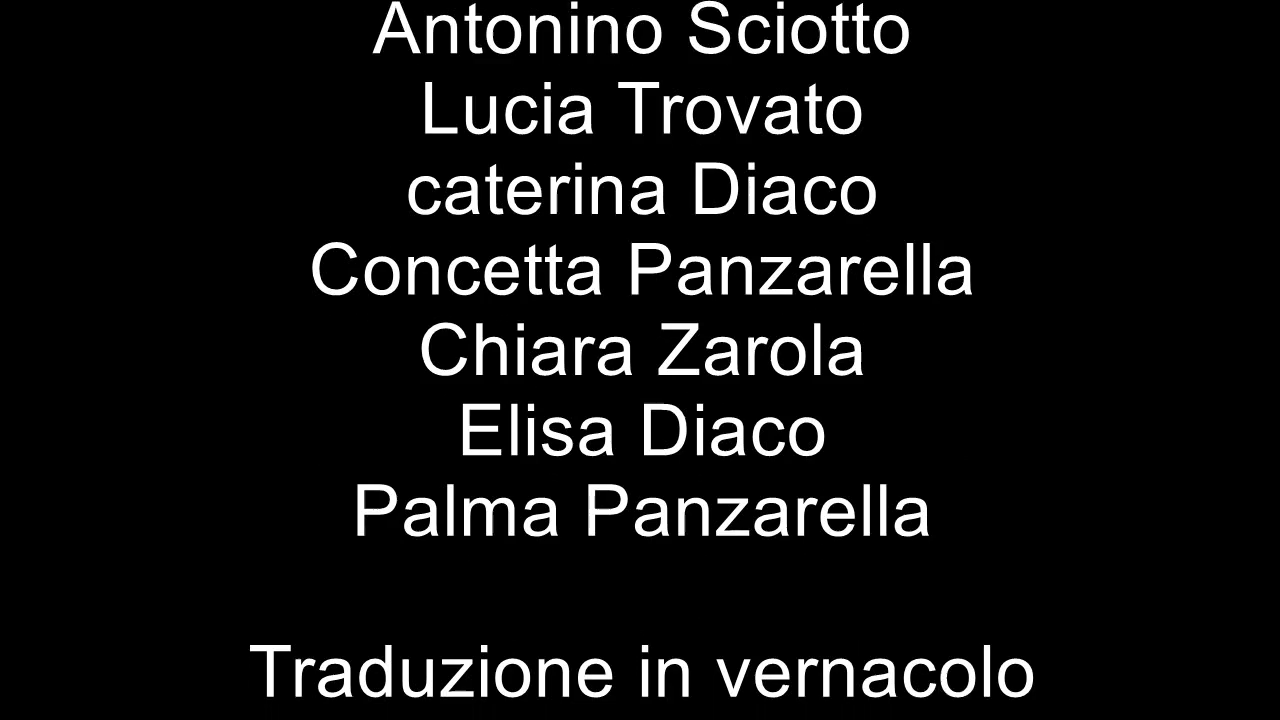 Antonino Sciotto
Lucia Trovato
caterina Diaco
Concetta Panzarella
Chiara Zarola
Elisa Diaco
Palma Panzarella
Traduzione in vernacolo